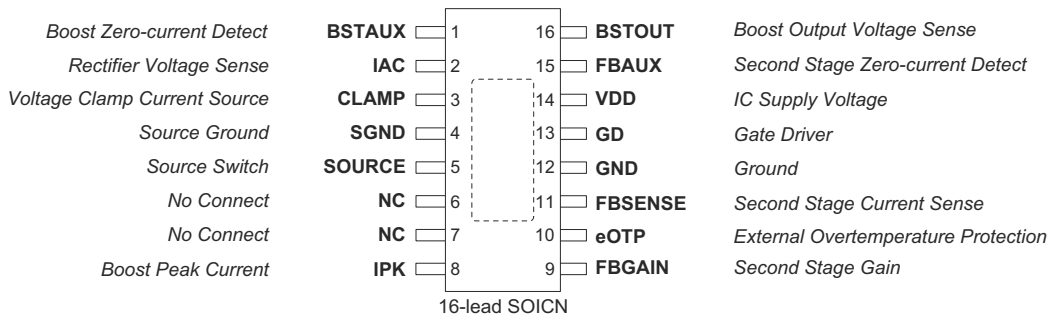 Boost Zero-current Detect BSTAUX 1 16 BSTOUT Boost Output Voltage Sense
Rectifier Voltage Sense IAC 2 15 FBAUX Second Stage Zero-current Detect
Voltage Clamp Current Source CLAMP 3 14 VDD IC Supply Voltage
Source Ground SGND 4 13 GD Gate Driver
Source Switch SOURCE 5 12 GND Ground
No Connect NC 6 11 FBSENSE Second Stage Current Sense
No Connect NC 7 10 eOTP External Overtemperature Protection
Boost Peak Current IPK 8 9 FBGAIN Second Stage Gain
16-lead SOICN